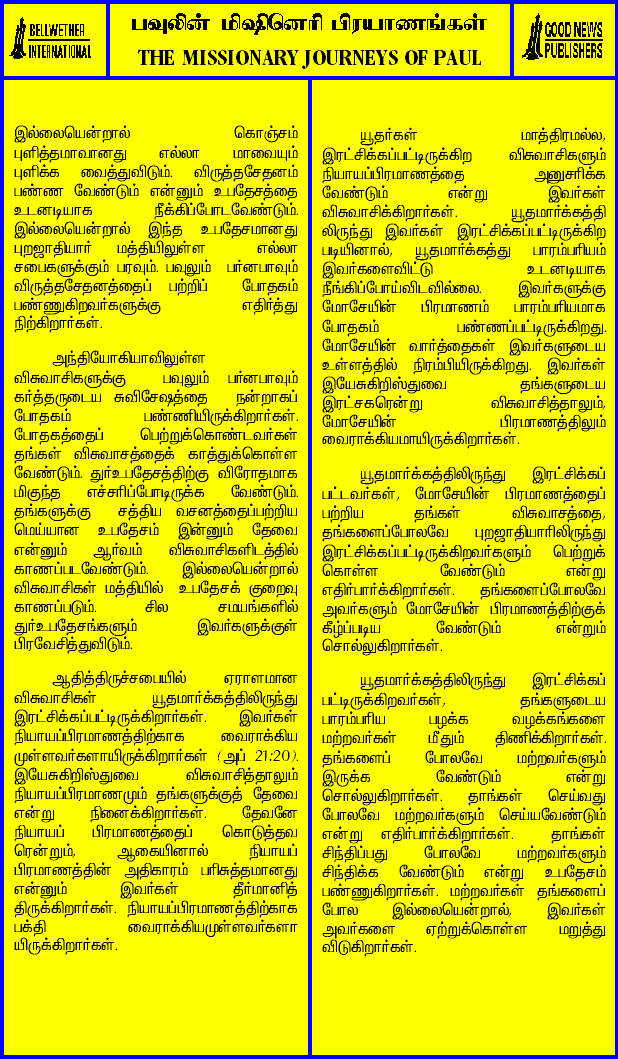 BELLWETHER
INTERNATIONAL
பவுலின் மிஷினெரி பிரயாணங்கள்
THE MISSIONARY JOURNEYS OF PAUL
GOOD NEWS
PUBLISHERS
இல்லையென்றால் கொஞ்சம்
புளித்தமாவானது எல்லா மாவையும்
புளிக்க வைத்துவிடும். விருத்தசேதனம்
பண்ண வேண்டும் என்னும் உபதேசத்தை
உடனடியாக நீக்கிப்போடவேண்டும்.
இல்லையென்றால் இந்த உபதேசமானது
புறஜாதியார் மத்தியிலுள்ள எல்லா
சபைகளுக்கும் பரவும். பவுலும் பர்னபாவும்
விருத்தசேதனத்தைப் பற்றிப் போதகம்
பண்ணுகிறவர்களுக்கு எதிர்த்து
நிற்கிறார்கள்.
அந்தியோகியாவிலுள்ள
விசுவாசிகளுக்கு பவுலும் பர்னபாவும்
கர்த்தருடைய சுவிசேஷத்தை நன்றாகப்
போதகம் பண்ணியிருக்கிறார்கள்.
போதகத்தைப் பெற்றுக்கொண்டவர்கள்
தங்கள் விசுவாசத்தைக் காத்துக்கொள்ள
வேண்டும். துர்உபதேசத்திற்கு விரோதமாக
மிகுந்த எச்சரிப்போடிருக்க வேண்டும்.
தங்களுக்கு சத்திய வசனத்தைப்பற்றிய
மெய்யான உபதேசம் இன்னும் தேவை
என்னும் ஆர்வம் விசுவாசிகளிடத்தில்
காணப்படவேண்டும். இல்லையென்றால்
விசுவாசிகள் மத்தியில் உபதேசக் குறைவு
காணப்படும். சில சமயங்களில்
துர்உபதேசங்களும் இவர்களுக்குள்
பிரவேசித்துவிடும்.
ஆதித்திருச்சபையில் ஏராளமான
விசுவாசிகள் யூதமார்க்கத்திலிருந்து
இரட்சிக்கப்பட்டிருக்கிறார்கள். இவர்கள்
நியாயப்பிரமாணத்திற்காக வைராக்கிய
முள்ளவர்களாயிருக்கிறார்கள் (அப் 21:20).
இயேசுகிறிஸ்துவை விசுவாசித்தாலும்
நியாயப்பிரமாணமும் தங்களுக்குத் தேவை
என்று நினைக்கிறார்கள். தேவனே
நியாயப் பிரமாணத்தைப் கொடுத்தவ
ரென்றும், ஆகையினால் நியாயப்
பிரமாணத்தின் அதிகாரம் பரிசுத்தமானது
என்னும் இவர்கள் தீர்மானித்
திருக்கிறார்கள். நியாயப்பிரமாணத்திற்காக
பக்தி வைராக்கியமுள்ளவர்களா
யிருக்கிறார்கள்.
யூதர்கள் மாத்திரமல்ல,
இரட்சிக்கப்பட்டிருக்கிற விசுவாசிகளும்
நியாயப்பிரமாணத்தை அனுசரிக்க
வேண்டும் என்று இவர்கள்
விசுவாசிக்கிறார்கள். யூதமார்க்கத்தி
லிருந்து இவர்கள் இரட்சிக்கப்பட்டிருக்கிற
படியினால், யூதமார்க்கத்து பாரம்பரியம்
இவர்களைவிட்டு உடனடியாக
நீங்கிப்போய்விடவில்லை. இவர்களுக்கு
மோசேயின் பிரமாணம் பாரம்பரியமாக
போதகம் பண்ணப்பட்டிருக்கிறது.
மோசேயின் வார்த்தைகள் இவர்களுடைய
உள்ளத்தில் நிரம்பியிருக்கிறது. இவர்கள்
இயேசுகிறிஸ்துவை தங்களுடைய
இரட்சகரென்று விசுவாசித்தாலும்,
மோசேயின் பிரமாணத்திலும்
வைராக்கியமாயிருக்கிறார்கள்.
யூதமார்க்கத்திலிருந்து இரட்சிக்கப்
பட்டவர்கள், மோசேயின் பிரமாணத்தைப்
பற்றிய தங்கள் விசுவாசத்தை,
தங்களைப்போலவே புறஜாதியாரிலிருந்து
இரட்சிக்கப்பட்டிருக்கிறவர்களும் பெற்றுக்
கொள்ள வேண்டும் என்று
எதிர்பார்க்கிறார்கள். தங்களைப்போலவே
அவர்களும் மோசேயின் பிரமாணத்திற்குக்
கீழ்ப்படிய வேண்டும் என்றும்
சொல்லுகிறார்கள்.
யூதமார்க்கத்திலிருந்து இரட்சிக்கப்
பட்டிருக்கிறவர்கள், தங்களுடைய
பாரம்பரிய பழக்க வழக்கங்களை
மற்றவர்கள் மீதும் திணிக்கிறார்கள்.
தங்களைப் போலவே மற்றவர்களும்
இருக்க வேண்டும் என்று
சொல்லுகிறார்கள். தாங்கள் செய்வது
போலவே மற்றவர்களும் செய்யவேண்டும்
என்று எதிர்பார்க்கிறார்கள். தாங்கள்
சிந்திப்பது போலவே மற்றவர்களும்
சிந்திக்க வேண்டும் என்று உபதேசம்
பண்ணுகிறார்கள். மற்றவர்கள் தங்களைப்
போல இல்லையென்றால், இவர்கள்
அவர்களை ஏற்றுக்கொள்ள மறுத்து
விடுகிறார்கள்.